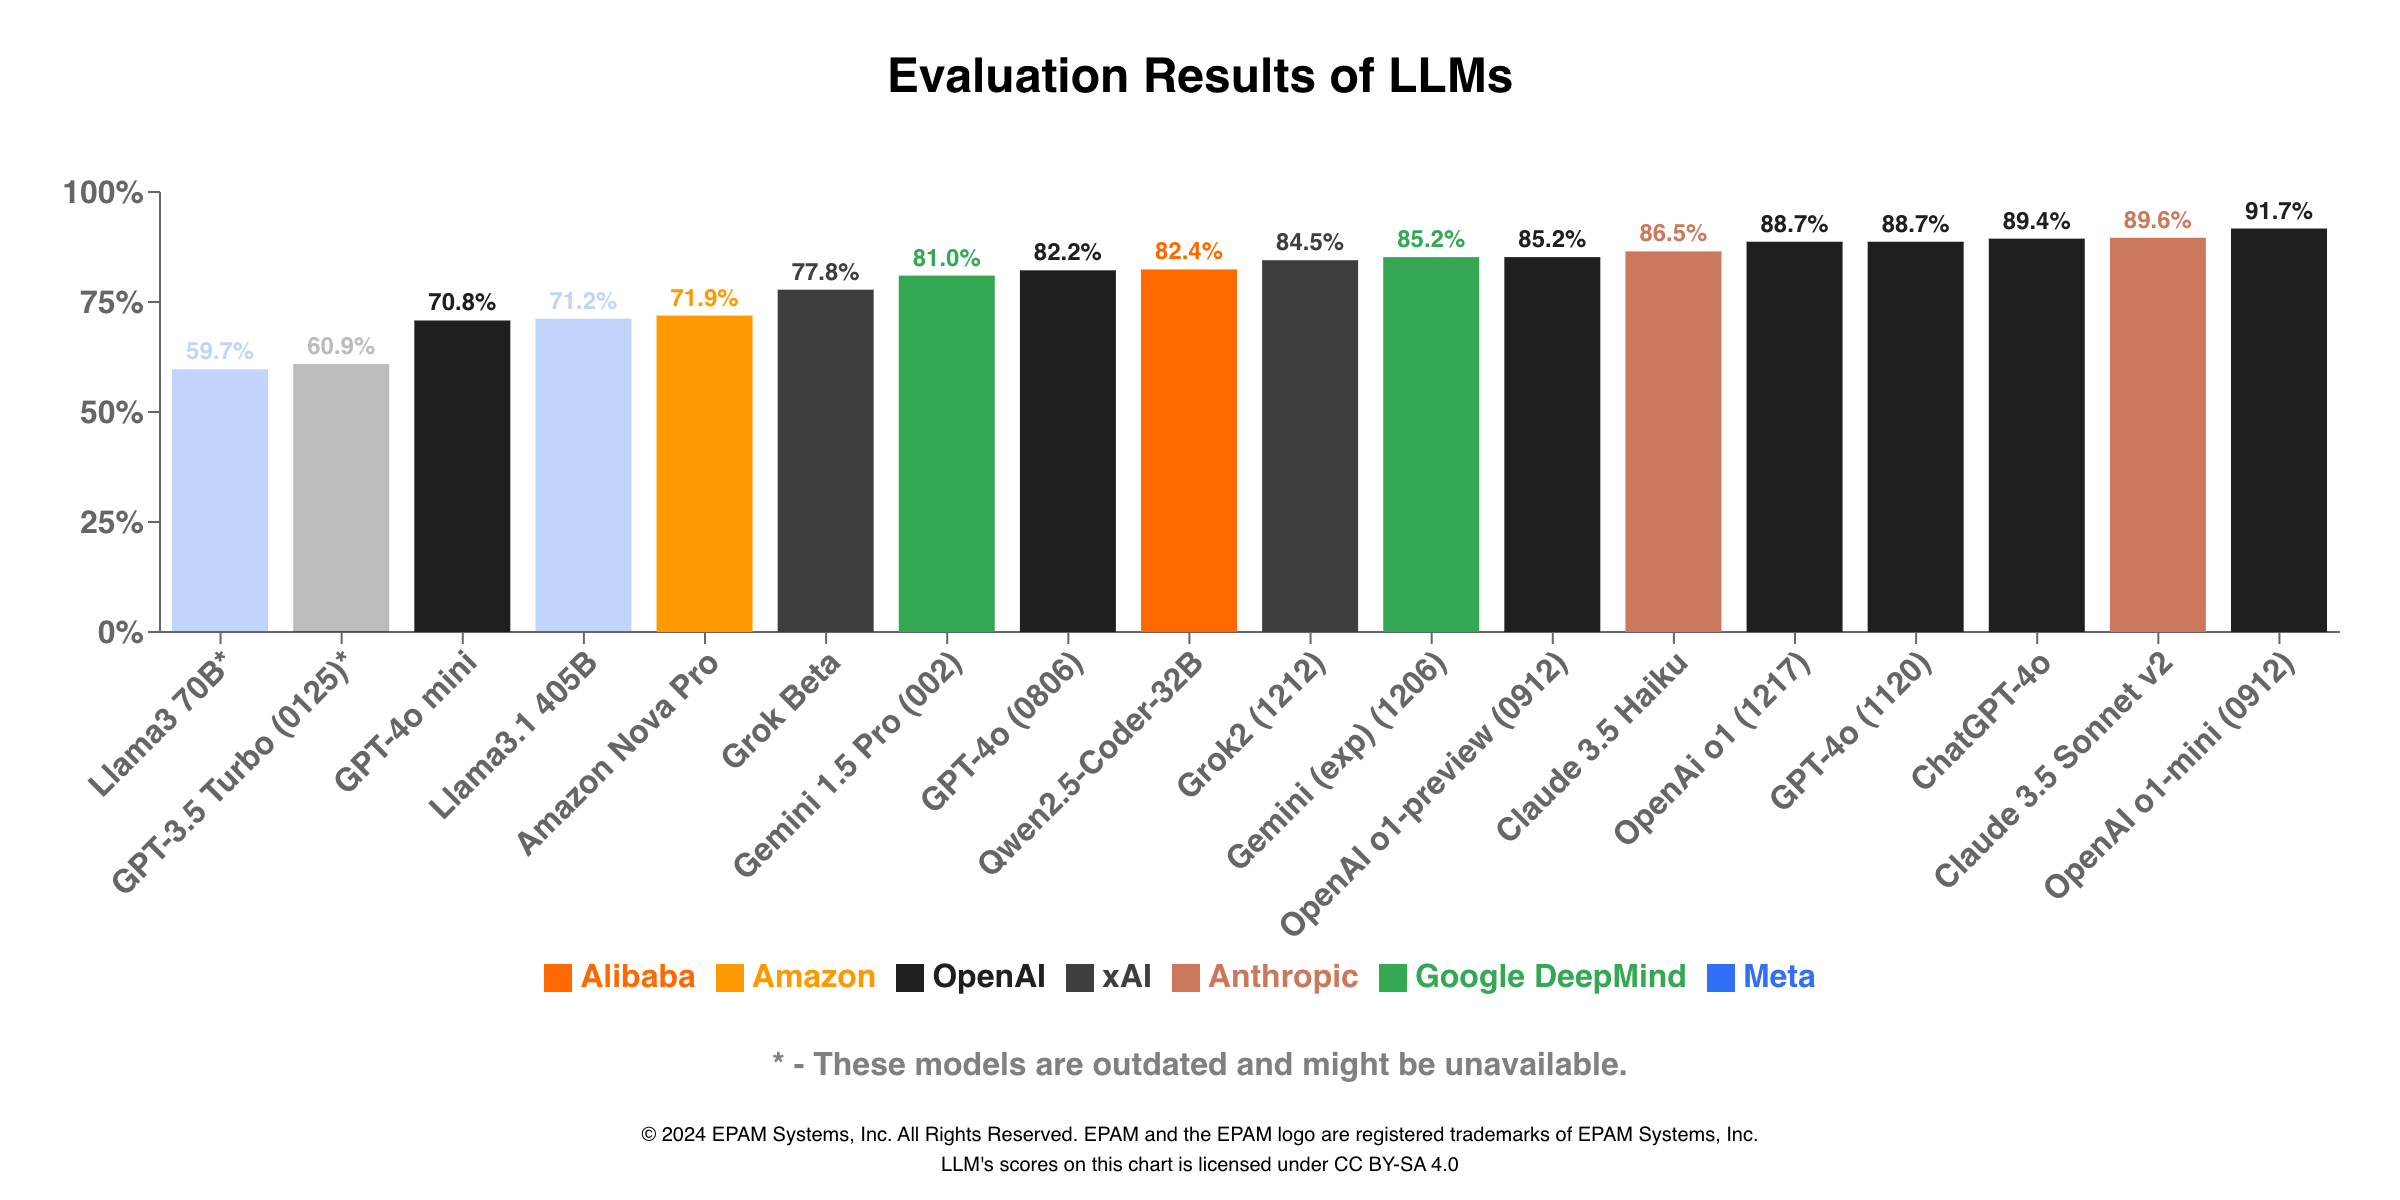 Evaluation Results of LLMs
100%
75%
50%
25%
0%
59.7%
60.9%
70.8%
71.2%
71.9%
77.8%
81.0%
82.2%
82.4%
84.5%
85.2%
85.2%
86.5%
88.7%
88.7%
89.4%
89.6%
91.7%
Llama3 70B*
GPT-3.5 Turbo (0125)*
GPT-4o mini
Llama3.1 405B
Amazon Nova Pro
Grok Beta
Gemini 1.5 Pro (002)
GPT-4o (0806)
Qwen2.5-Coder-32B
Grok2 (1212)
Gemini (exp) (1206)
OpenAI o1-preview (0912)
Claude 3.5 Haiku
OpenAi o1 (1217)
GPT-4o (1120)
ChatGPT-4o
Claude 3.5 Sonnet v2
OpenAI o1-mini (0912)
Alibaba Amazon OpenAI xAI Anthropic Google DeepMind Meta
* - These models are outdated and might be unavailable.
© 2024 EPAM Systems, Inc. All Rights Reserved. EPAM and the EPAM logo are registered trademarks of EPAM Systems, Inc.
LLM's scores on this chart is licensed under CC BY-SA 4.0